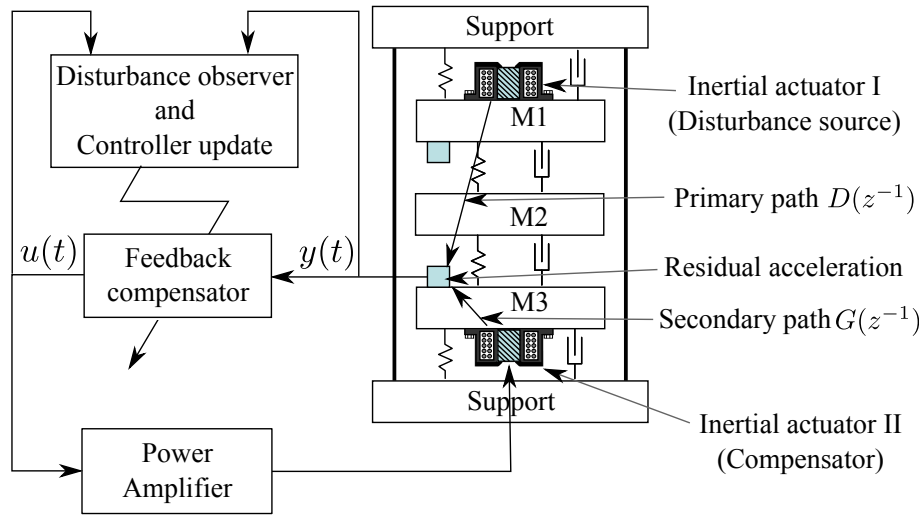 Support
Disturbance observer
and
Controller update
Inertial actuator I
(Disturbance source)
M1
Primary path D(z⁻¹)
M2
u(t)
Feedback
compensator
y(t)
Residual acceleration
M3
Secondary path G(z⁻¹)
Support
Inertial actuator II
(Compensator)
Power
Amplifier